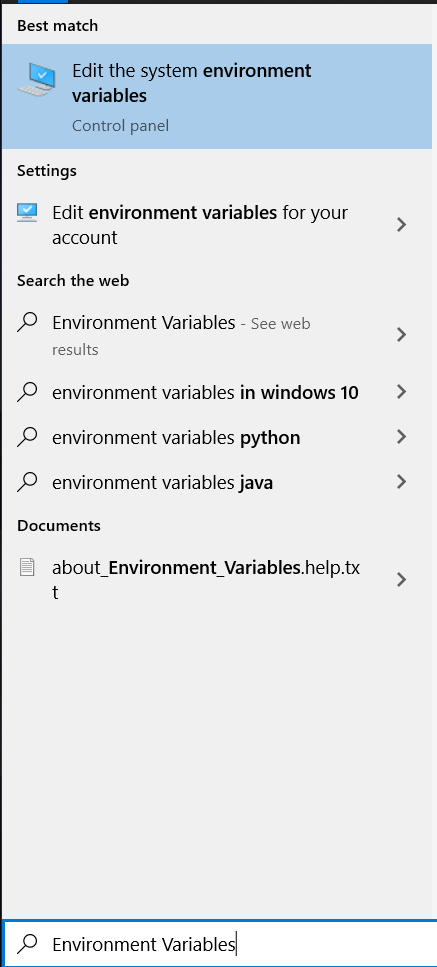 Best match
Edit the system environment
variables
Control panel
Settings
Edit environment variables for your
account
Search the web
Environment Variables - See web
results
environment variables in windows 10
environment variables python
environment variables java
Documents
about_Environment_Variables.help.tx
t
Environment Variables